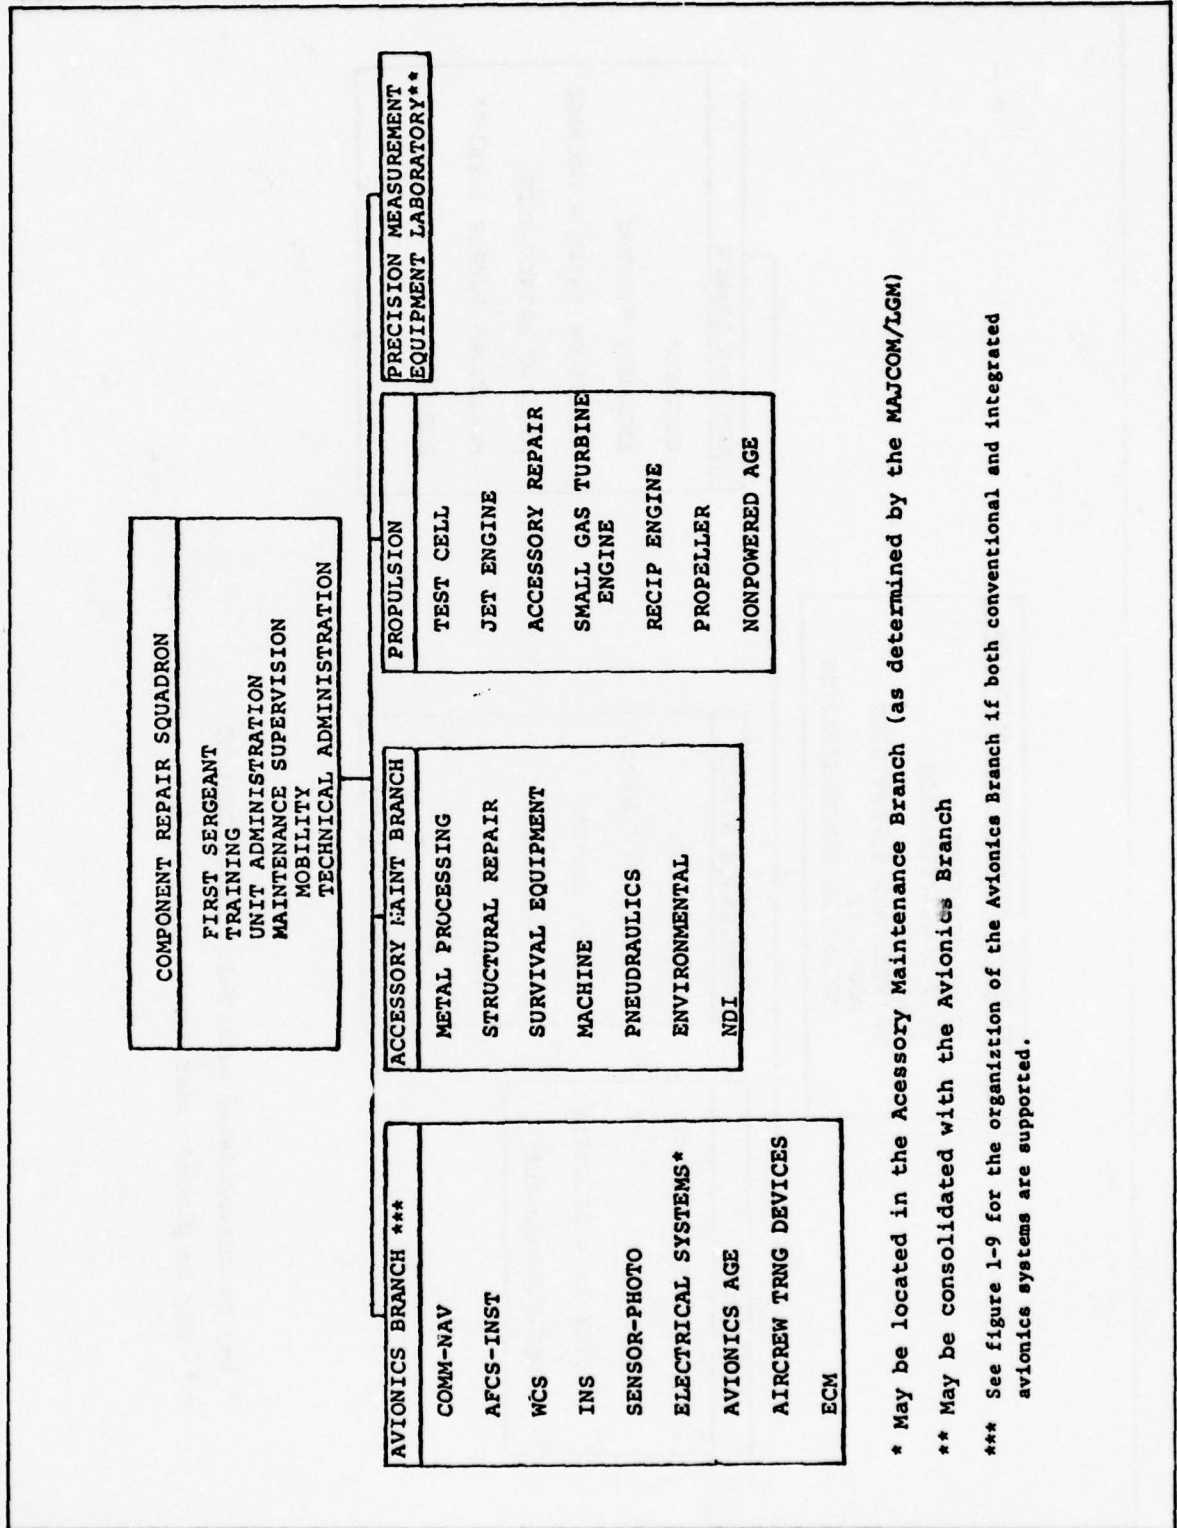 COMPONENT REPAIR SQUADRON
FIRST SERGEANT
TRAINING
UNIT ADMINISTRATION
MAINTENANCE SUPERVISION
MOBILITY
TECHNICAL ADMINISTRATION
AVIONICS BRANCH ***
COMM-NAV
AFCS-INST
WCS
INS
SENSOR-PHOTO
ELECTRICAL SYSTEMS*
AVIONICS AGE
AIRCREW TRNG DEVICES
ECM
ACCESSORY MAINT BRANCH
METAL PROCESSING
STRUCTURAL REPAIR
SURVIVAL EQUIPMENT
MACHINE
PNEUDRAULICS
ENVIRONMENTAL
NDI
PROPULSION
TEST CELL
JET ENGINE
ACCESSORY REPAIR
SMALL GAS TURBINE
ENGINE
RECIP ENGINE
PROPELLER
NONPOWERED AGE
PRECISION MEASUREMENT
EQUIPMENT LABORATORY**
* May be located in the Acessory Maintenance Branch (as determined by the MAJCOM/LGM)
** May be consolidated with the Avionics Branch
*** See figure 1-9 for the organiztion of the Avionics Branch if both conventional and integrated
avionics systems are supported.